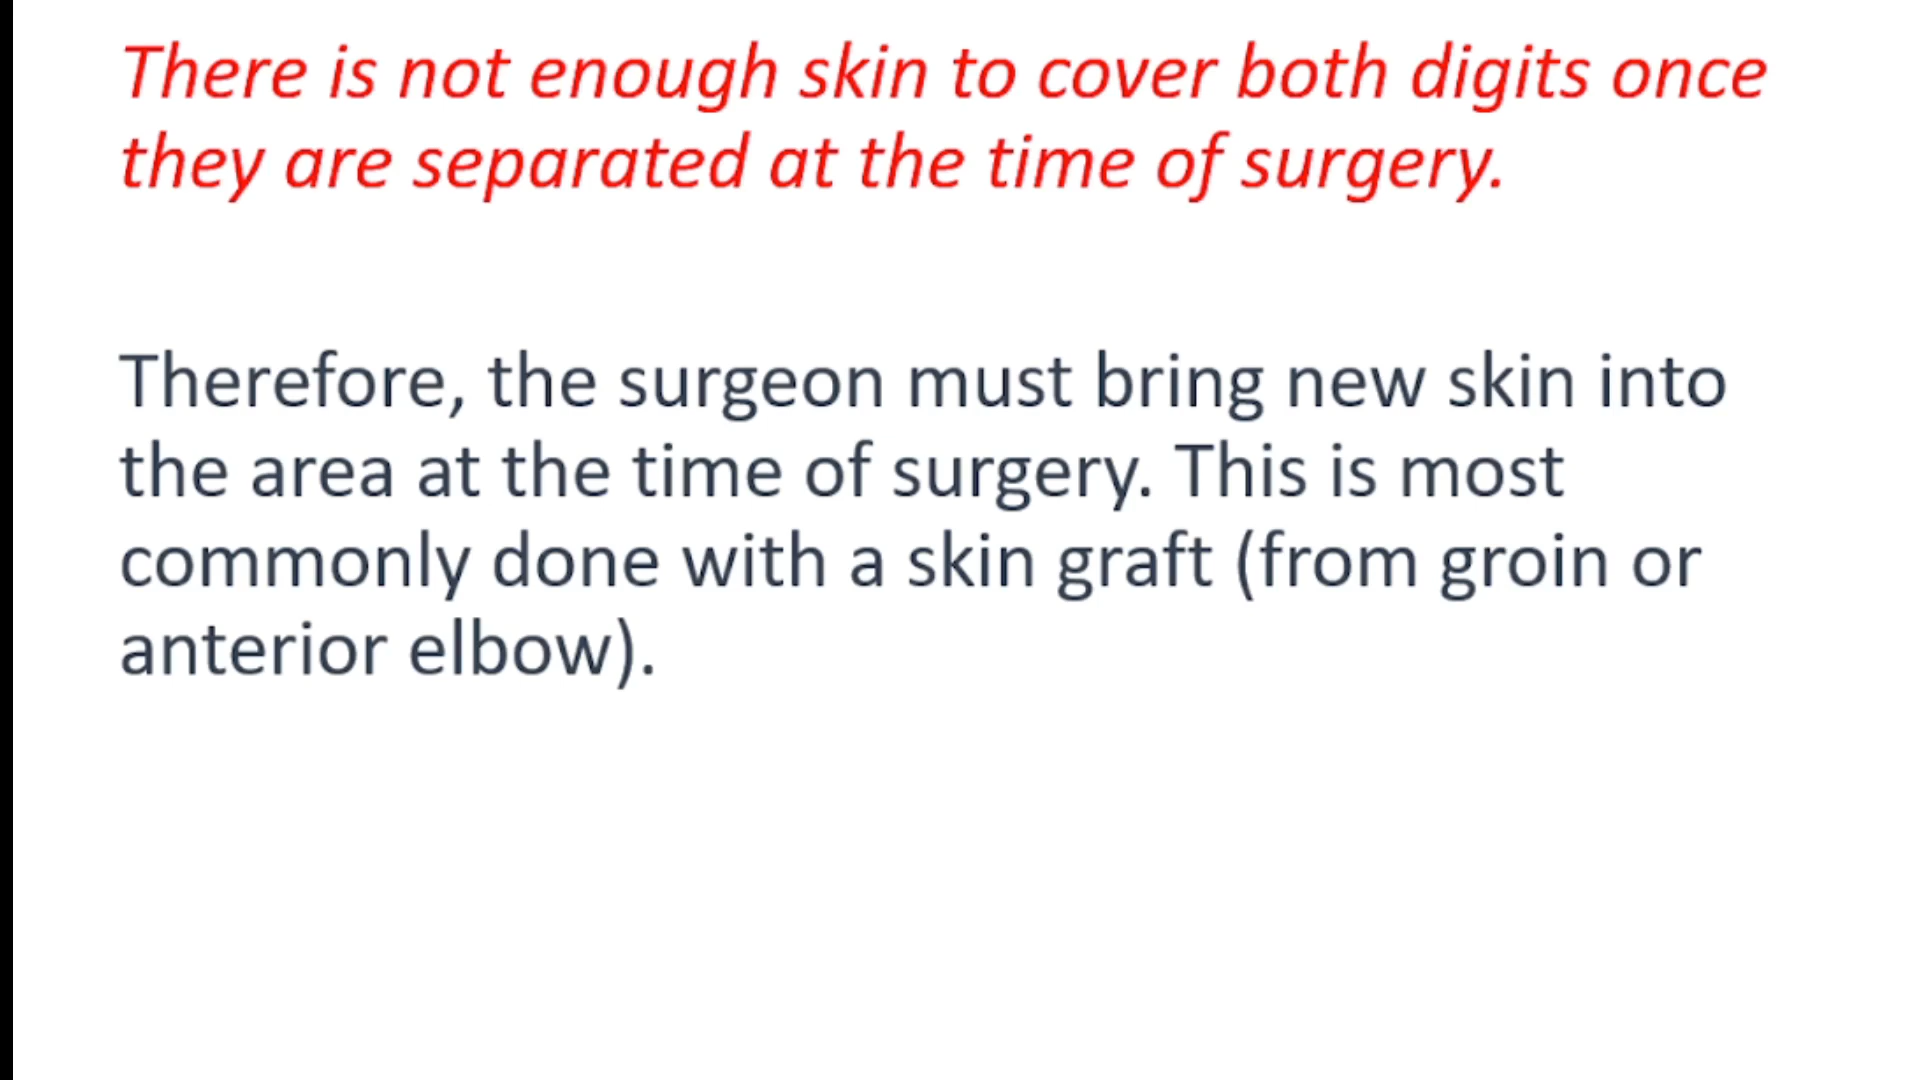 There is not enough skin to cover both digits once
they are separated at the time of surgery.
Therefore, the surgeon must bring new skin into
the area at the time of surgery. This is most
commonly done with a skin graft (from groin or
anterior elbow).